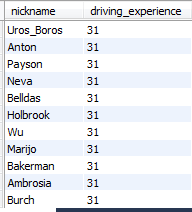 nickname driving_experience
Uros_Boros 31
Anton 31
Payson 31
Neva 31
Belldas 31
Holbrook 31
Wu 31
Marijo 31
Bakerman 31
Ambrosia 31
Burch 31